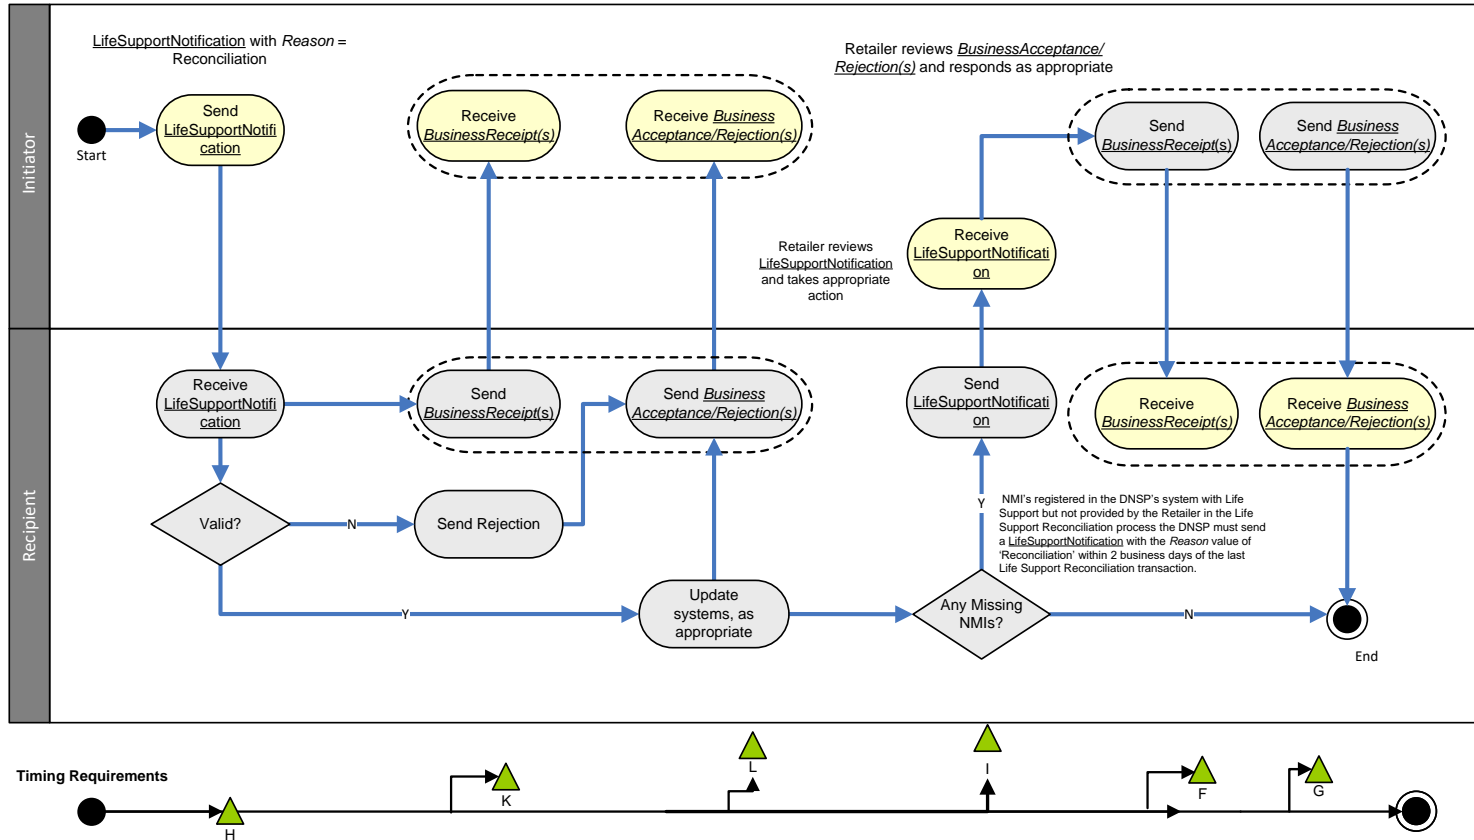 Initiator
LifeSupportNotification with Reason =
Reconciliation
Start
Send
LifeSupportNotifi
cation
Receive
BusinessReceipt(s)
Receive Business
Acceptance/Rejection(s)
Retailer reviews BusinessAcceptance/
Rejection(s) and responds as appropriate
Send
BusinessReceipt(s)
Send Business
Acceptance/Rejection(s)
Retailer reviews
LifeSupportNotification
and takes appropriate
action
Receive
LifeSupportNotificati
on
Recipient
Receive
LifeSupportNotifi
cation
Send
BusinessReceipt(s)
Send Business
Acceptance/Rejection(s)
Send
LifeSupportNotificati
on
Receive
BusinessReceipt(s)
Receive Business
Acceptance/Rejection(s)
Valid?
N
Send Rejection
Y
NMI's registered in the DNSP's system with Life
Support but not provided by the Retailer in the Life
Support Reconciliation process the DNSP must send
a LifeSupportNotification with the Reason value of
‘Reconciliation’ within 2 business days of the last
Life Support Reconciliation transaction.
Y
Update
systems, as
appropriate
Any Missing
NMIs?
N
End
Timing Requirements
H
K
L
I
F
G